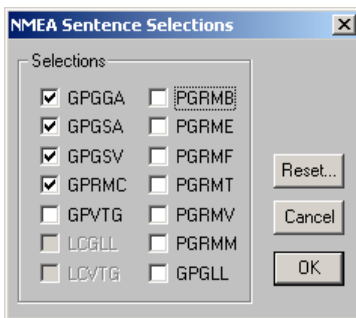 NMEA Sentence Selections
Selections
GPGGA PGRMB
GPGSA PGRME
GPGSV PGRMF
GPRMC PGRMT
GPVTG PGRMV
LCGLL PGRMM
LCVTG GPGLL
Reset...
Cancel
OK